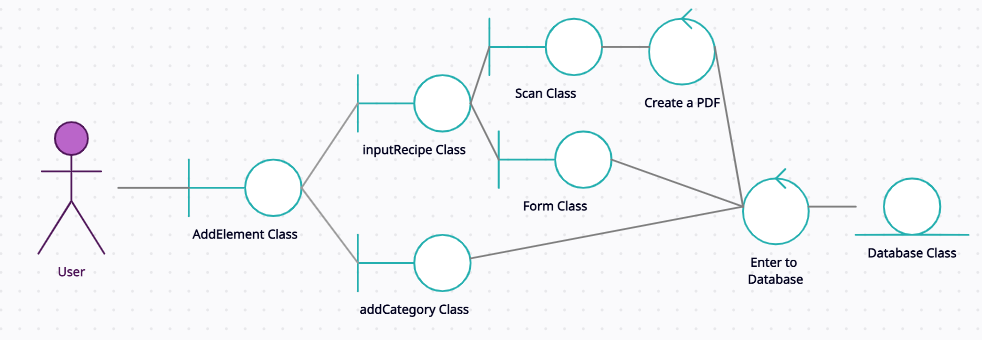 Scan Class
Create a PDF
inputRecipe Class
Form Class
AddElement Class
User
Enter to
Database
Database Class
addCategory Class